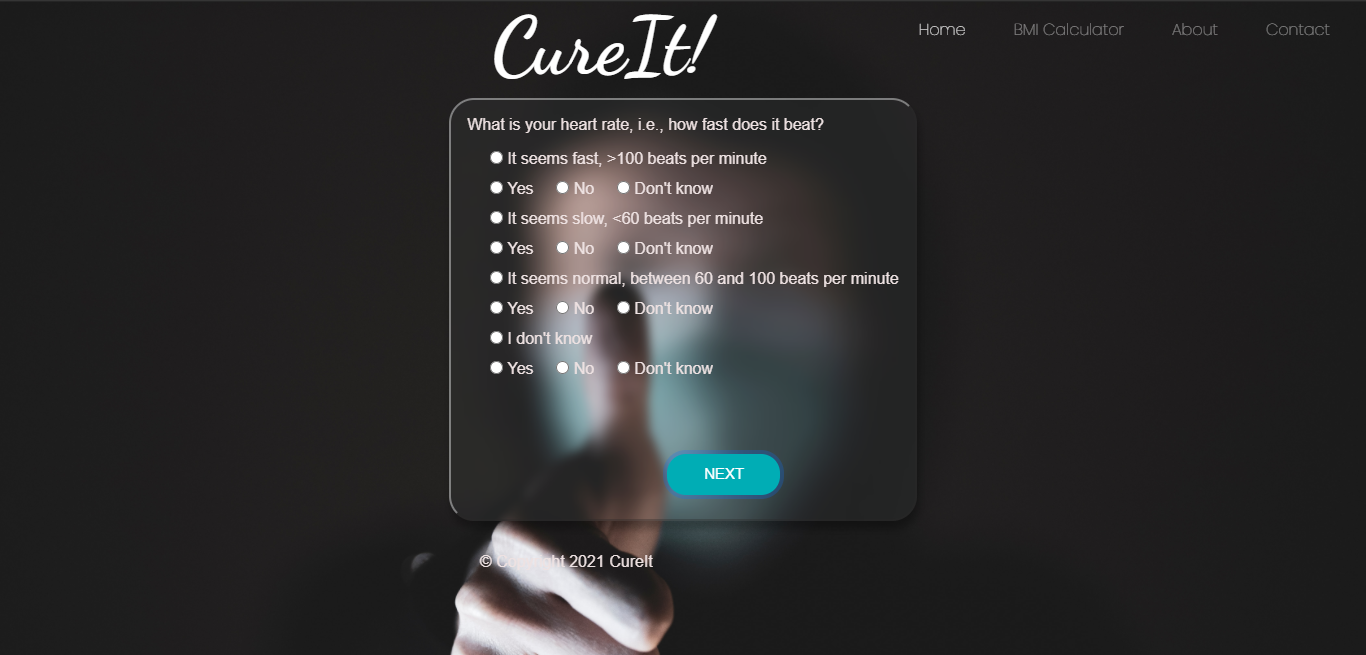 CureIt!
Home BMI Calculator About Contact
What is your heart rate, i.e., how fast does it beat?
It seems fast, >100 beats per minute
Yes No Don't know
It seems slow, <60 beats per minute
Yes No Don't know
It seems normal, between 60 and 100 beats per minute
Yes No Don't know
I don't know
Yes No Don't know
NEXT
© Copyright 2021 CureIt